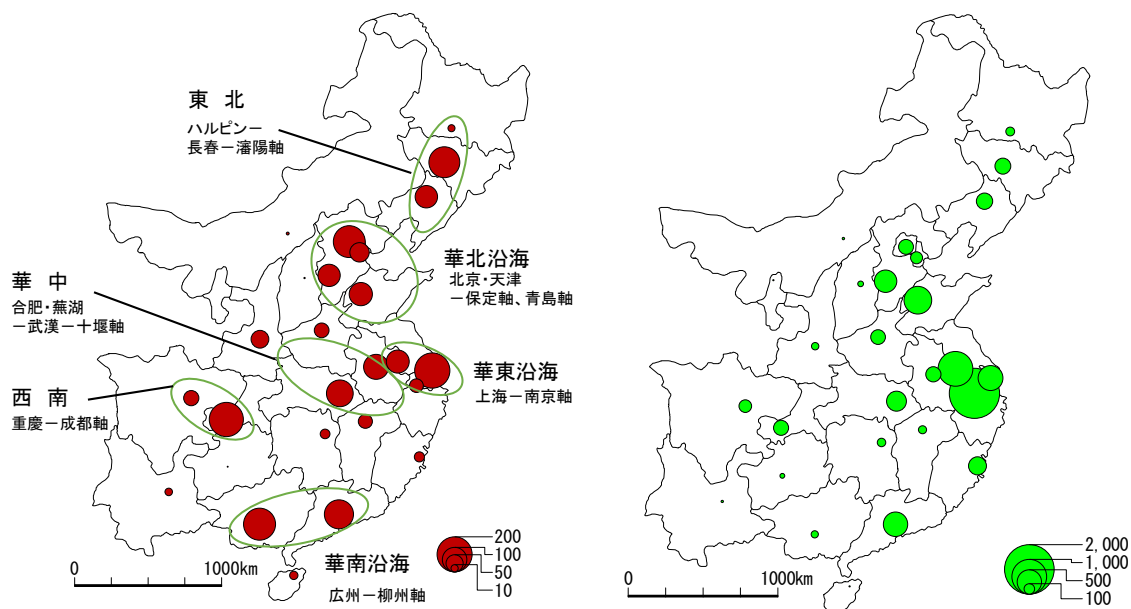 東 北
ハルピンー
長春ー瀋陽軸
華北沿海
北京・天津
ー保定軸、青島軸
華 中
合肥・蕪湖
ー武漢ー十堰軸
華東沿海
上海ー南京軸
西 南
重慶ー成都軸
華南沿海
広州ー柳州軸
200
100
50
10
0
1000km
2,000
1,000
500
100
0
1000km